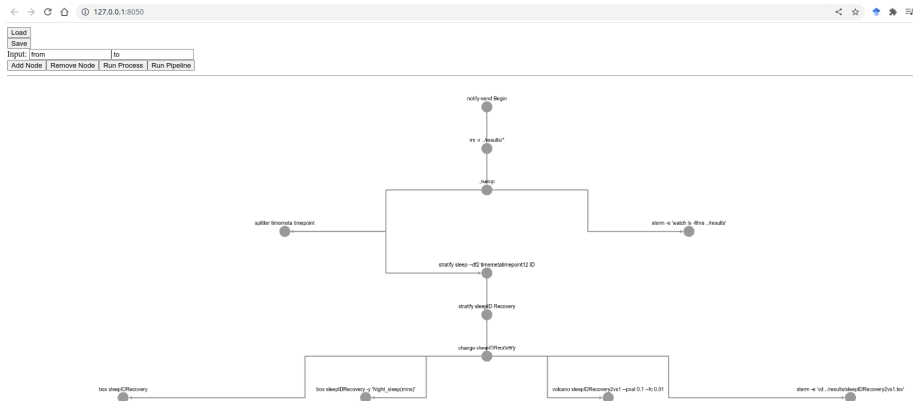 127.0.0.1:8050
Load
Save
Input: from to
Add Node Remove Node Run Process Run Pipeline
notify-send Begin
rm -r ../results/*
./setup
splitter timemeta timepoint
xterm -e 'watch ls -lthra ../results'
stratify sleep --df2 timemetatimepoint12 ID
stratify sleepID Recovery
change sleepIDRecovery
box sleepIDRecovery
box sleepIDRecovery -y 'Night_sleep(mins)'
volcano sleepIDRecovery2vs1 --pval 0.1 --fc 0.01
xterm -e 'vd ../results/sleepIDRecovery2vs1.tsv'